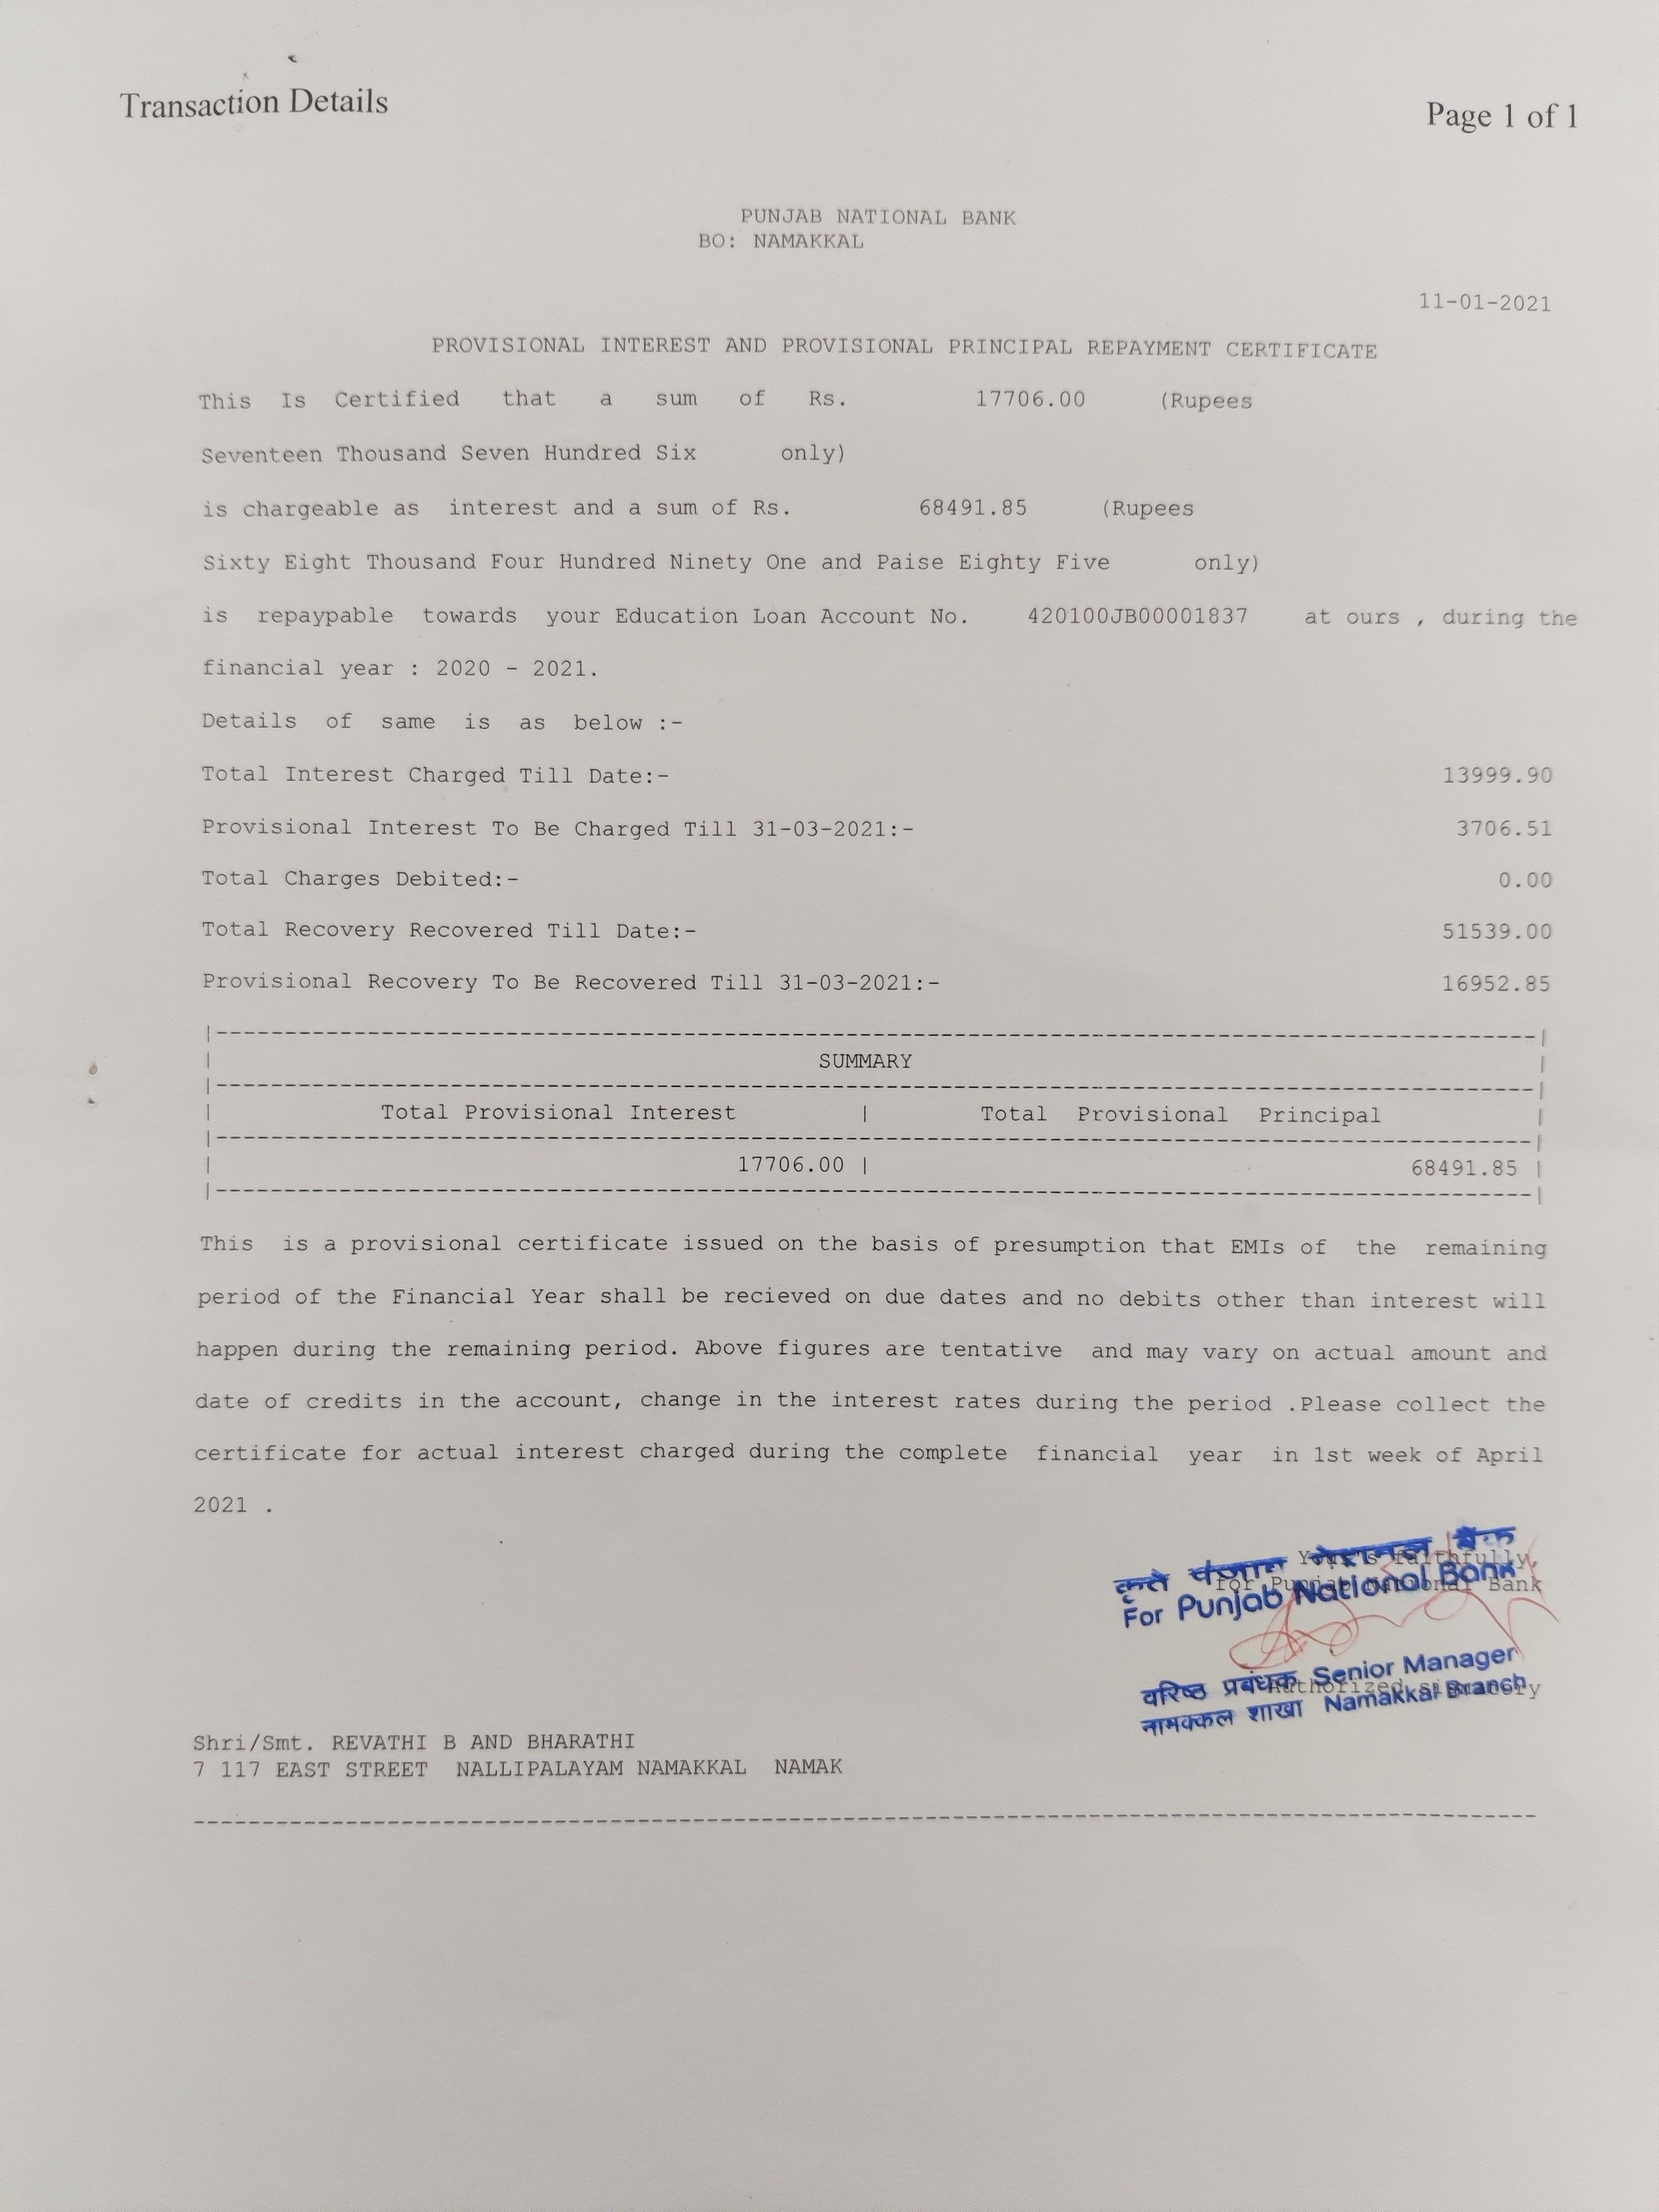 Transaction Details
Page 1 of 1
PUNJAB NATIONAL BANK
BO: NAMAKKAL
11-01-2021
PROVISIONAL INTEREST AND PROVISIONAL PRINCIPAL REPAYMENT CERTIFICATE
This Is Certified that a sum of Rs. 17706.00 (Rupees
Seventeen Thousand Seven Hundred Six only)
is chargeable as interest and a sum of Rs. 68491.85 (Rupees
Sixty Eight Thousand Four Hundred Ninety One and Paise Eighty Five only)
is repaypable towards your Education Loan Account No. 420100JB00001837 at ours , during the
financial year : 2020 - 2021.
Details of same is as below :-
Total Interest Charged Till Date:- 13999.90
Provisional Interest To Be Charged Till 31-03-2021:- 3706.51
Total Charges Debited:- 0.00
Total Recovery Recovered Till Date:- 51539.00
Provisional Recovery To Be Recovered Till 31-03-2021:- 16952.85
SUMMARY
Total Provisional Interest | Total Provisional Principal
17706.00 | 68491.85
This is a provisional certificate issued on the basis of presumption that EMIs of the remaining
period of the Financial Year shall be recieved on due dates and no debits other than interest will
happen during the remaining period. Above figures are tentative and may vary on actual amount and
date of credits in the account, change in the interest rates during the period .Please collect the
certificate for actual interest charged during the complete financial year in 1st week of April
2021 .
faithfully,
for Punjab National Bank
कृते पंजाब नेशनल बैंक
For Punjab National Bank
वरिष्ठ प्रबंधक Senior Manager
Authorized signatory
नामक्कल शाखा Namakkal Branch
Shri/Smt. REVATHI B AND BHARATHI
7 117 EAST STREET NALLIPALAYAM NAMAKKAL NAMAK